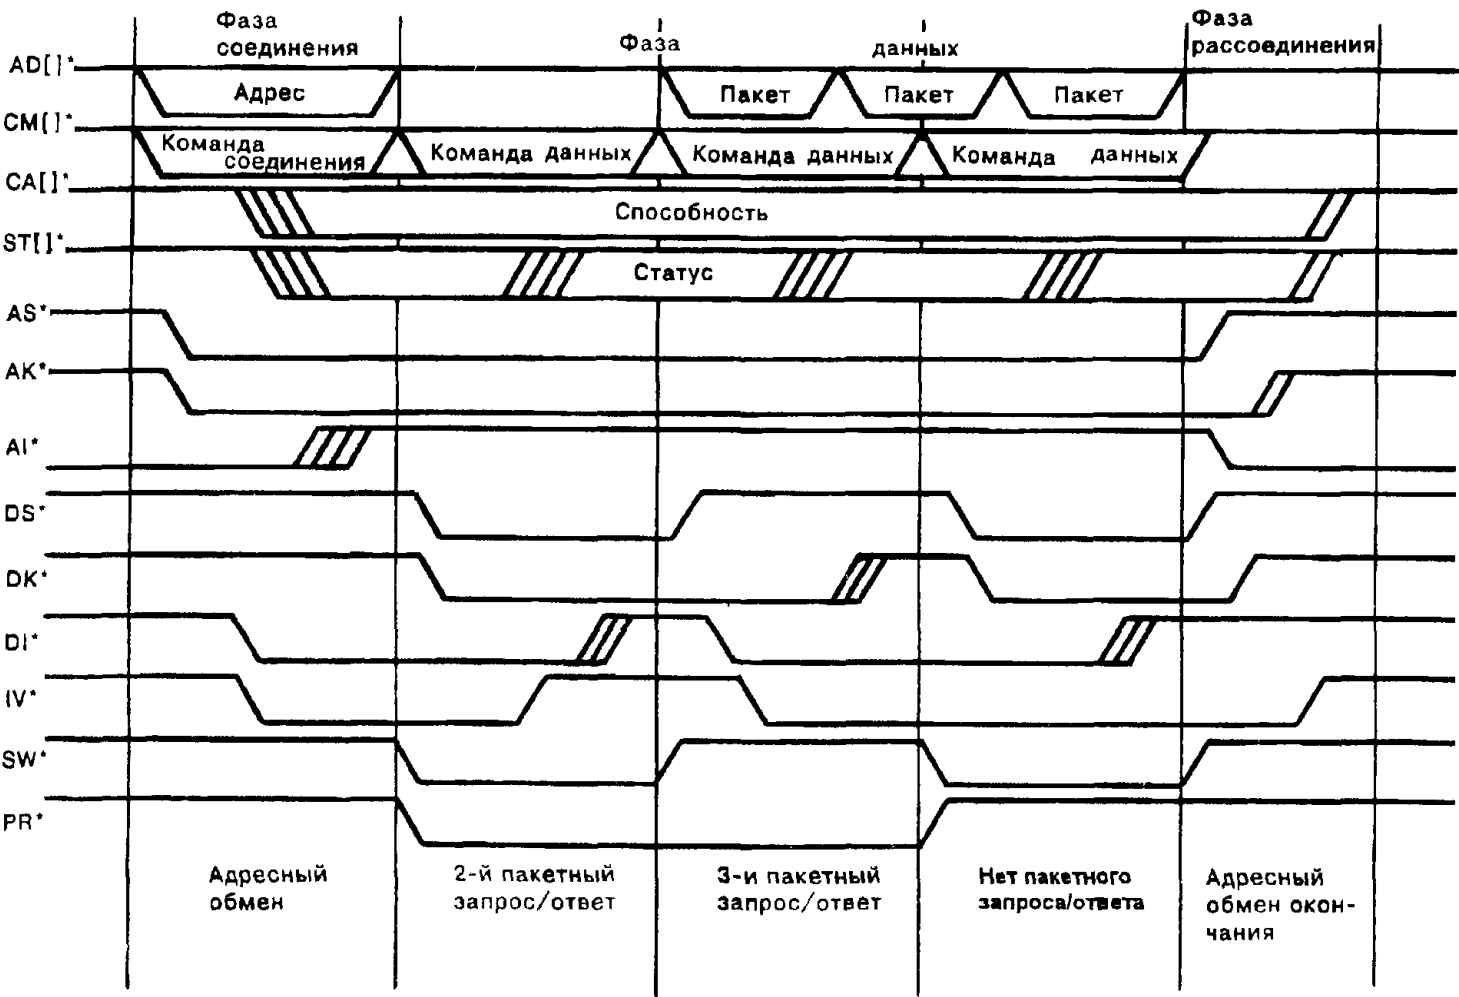 Фаза
соединения
Фаза
данных
Фаза
рассоединения
AD[]*
Адрес
Пакет
Пакет
Пакет
CM[]*
Команда
соединения
Команда данных
Команда данных
Команда данных
CA[]*
Способность
ST[]*
Статус
AS*
AK*
AI*
DS*
DK*
DI*
IV*
SW*
PR*
Адресный
обмен
2-й пакетный
запрос/ответ
3-и пакетный
запрос/ответ
Нет пакетного
запроса/ответа
Адресный
обмен окон-
чания